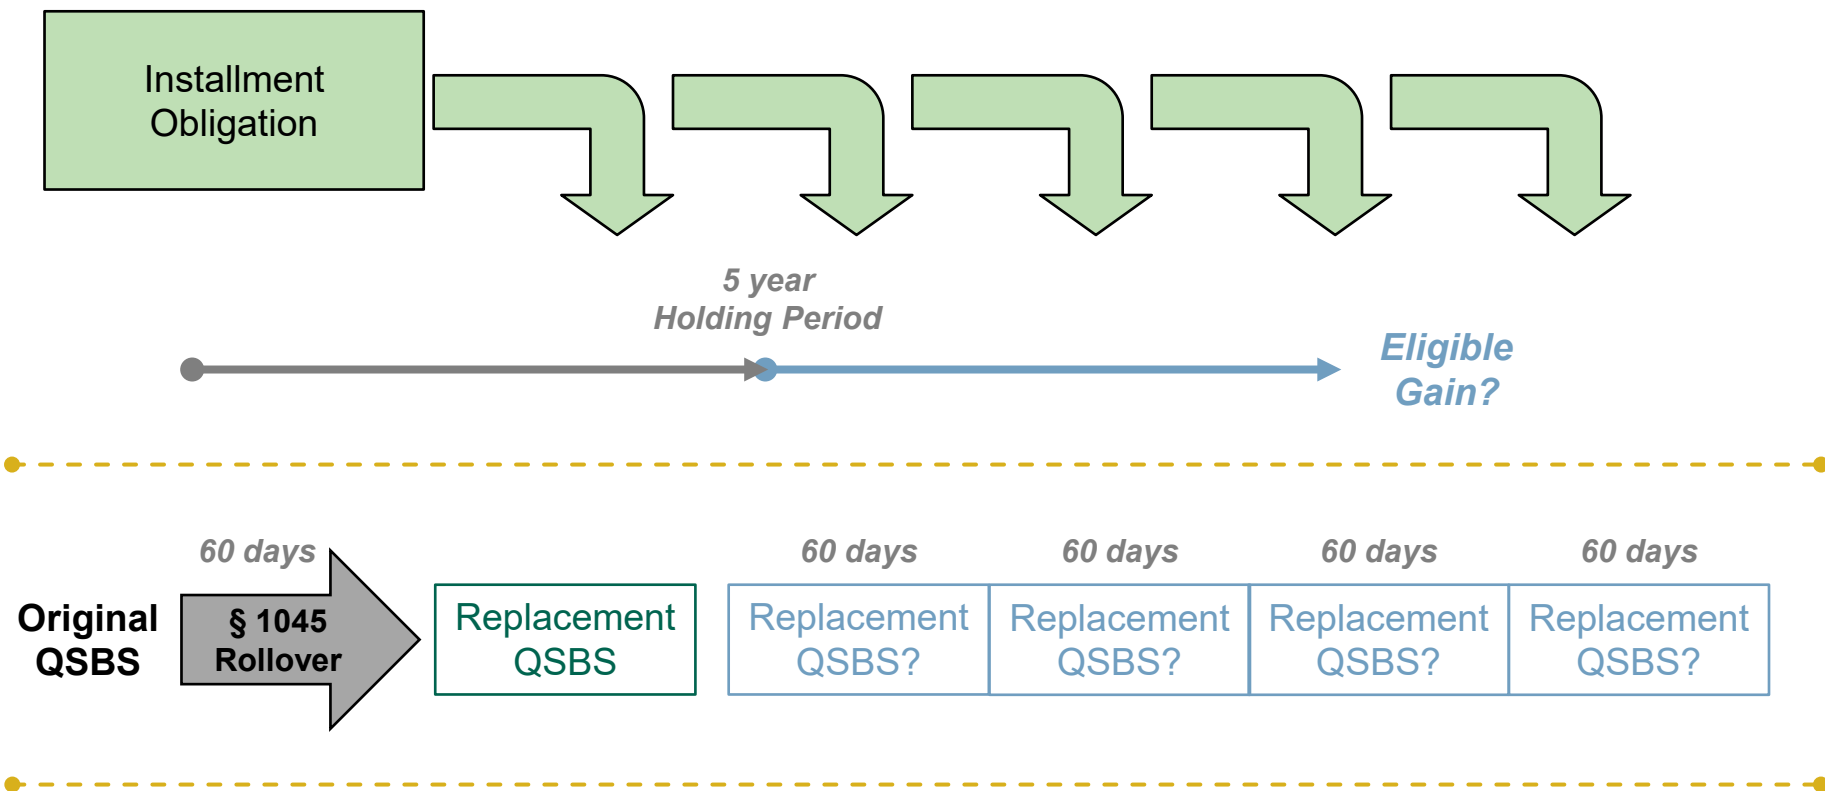 Installment
Obligation
5 year
Holding Period
Eligible
Gain?
60 days
60 days
60 days
60 days
60 days
Original
QSBS
§ 1045
Rollover
Replacement
QSBS
Replacement
QSBS?
Replacement
QSBS?
Replacement
QSBS?
Replacement
QSBS?